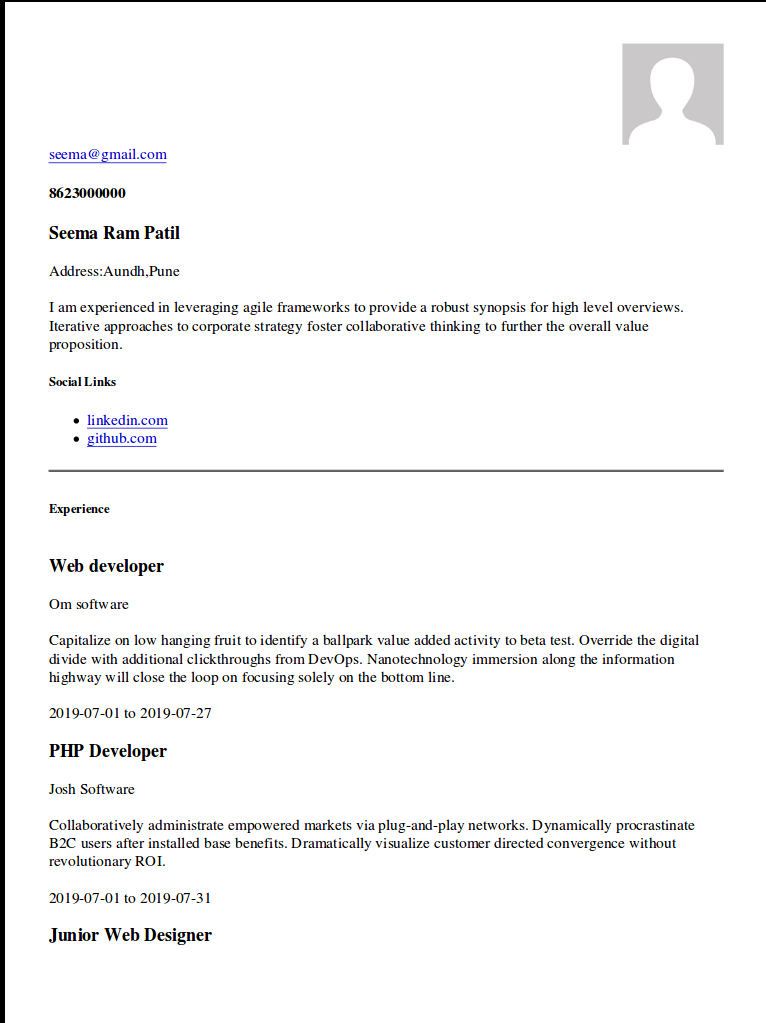 seema@gmail.com
8623000000
Seema Ram Patil
Address:Aundh,Pune
I am experienced in leveraging agile frameworks to provide a robust synopsis for high level overviews.
Iterative approaches to corporate strategy foster collaborative thinking to further the overall value
proposition.
Social Links
linkedin.com
github.com
Experience
Web developer
Om software
Capitalize on low hanging fruit to identify a ballpark value added activity to beta test. Override the digital
divide with additional clickthroughs from DevOps. Nanotechnology immersion along the information
highway will close the loop on focusing solely on the bottom line.
2019-07-01 to 2019-07-27
PHP Developer
Josh Software
Collaboratively administrate empowered markets via plug-and-play networks. Dynamically procrastinate
B2C users after installed base benefits. Dramatically visualize customer directed convergence without
revolutionary ROI.
2019-07-01 to 2019-07-31
Junior Web Designer